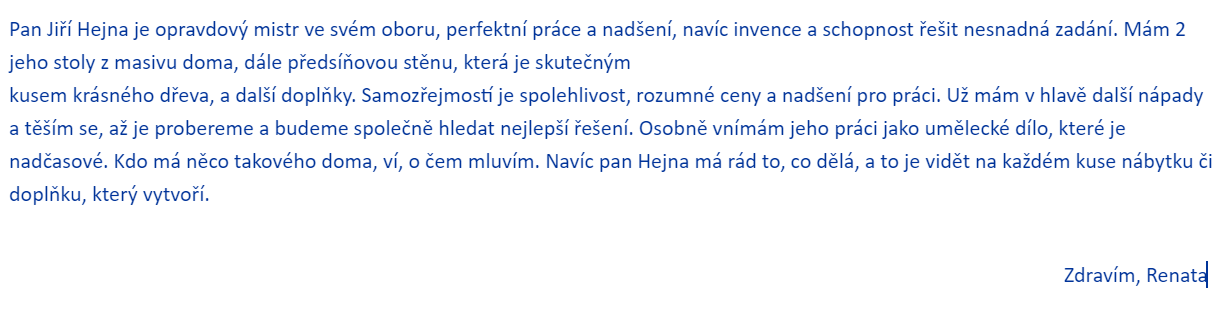 Pan Jiří Hejna je opravdový mistr ve svém oboru, perfektní práce a nadšení, navíc invence a schopnost řešit nesnadná zadání. Mám 2
jeho stoly z masivu doma, dále předsíňovou stěnu, která je skutečným
kusem krásného dřeva, a další doplňky. Samozřejmostí je spolehlivost, rozumné ceny a nadšení pro práci. Už mám v hlavě další nápady
a těším se, až je probereme a budeme společně hledat nejlepší řešení. Osobně vnímám jeho práci jako umělecké dílo, které je
nadčasové. Kdo má něco takového doma, ví, o čem mluvím. Navíc pan Hejna má rád to, co dělá, a to je vidět na každém kuse nábytku či
doplňku, který vytvoří.
Zdravím, Renata